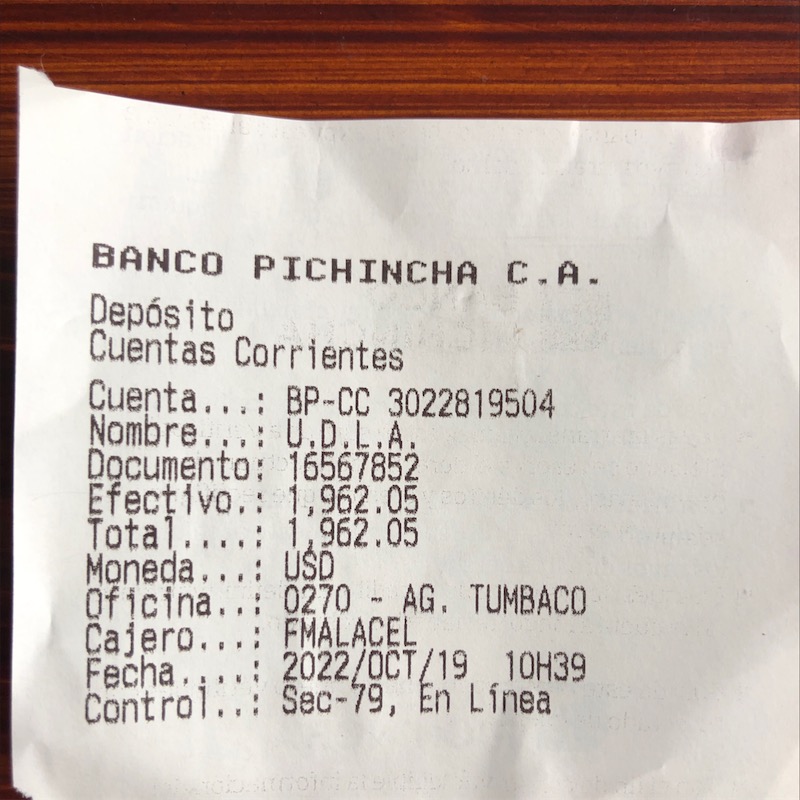 BANCO PICHINCHA C.A.
Depósito
Cuentas Corrientes
Cuenta...: BP-CC 3022819504
Nombre...: U.D.L.A.
Documento: 16567852
Efectivo.: 1,962.05
Total....: 1,962.05
Moneda...: USD
Oficina..: 0270 - AG. TUMBACO
Cajero...: FMALACEL
Fecha....: 2022/OCT/19 10H39
Control..: Sec-79, En Línea